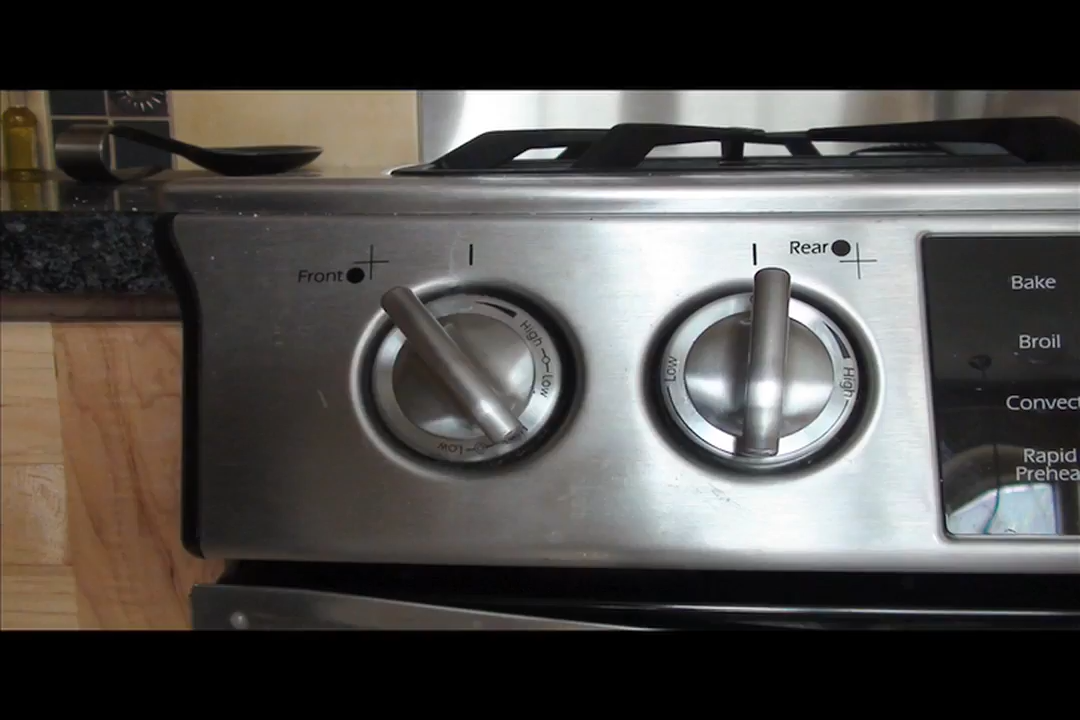 Front
Rear
High
Low
Low
Low
High
Bake
Broil
Convect
Rapid
Prehea